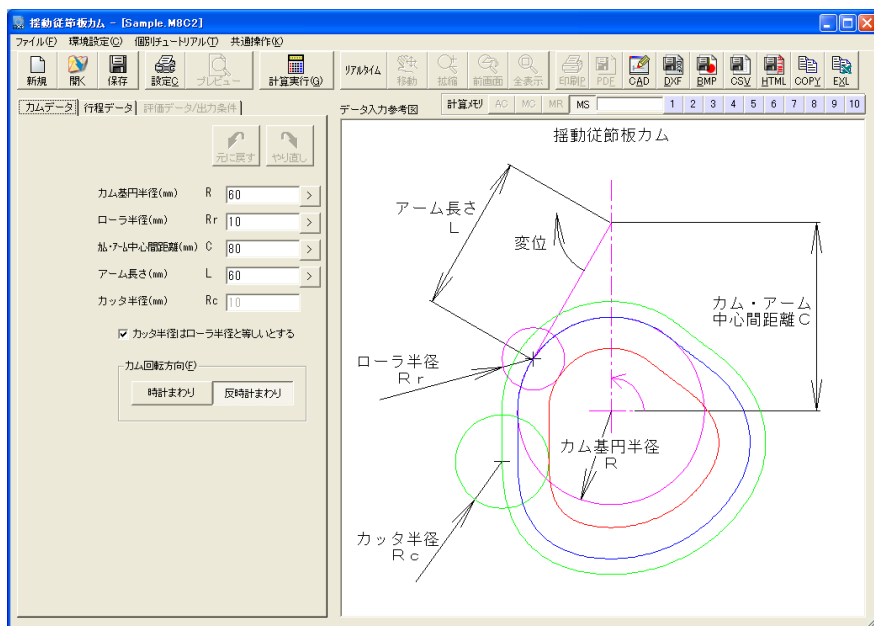 揺動従節板カム - [Sample.M8C2]
ファイル(F) 環境設定(C) 個別チュートリアル(T) 共通操作(K)
新規 開く 保存 設定C プレビュー 計算実行(G) リアルタイム 移動 拡縮 前画面 全表示 印刷P PDF CAD DXF BMP CSV HTML COPY EXL
カムデータ 行程データ 評価データ/出力条件 データ入力参考図 計算メモリ AC MC MR MS 1 2 3 4 5 6 7 8 9 10
元に戻す やり直し
カム基円半径(mm) R 60 >
ローラ半径(mm) Rr 10 >
カム・アーム中心間距離(mm) C 80 >
アーム長さ(mm) L 60 >
カッタ半径(mm) Rc 10
カッタ半径はローラ半径と等しいとする
カム回転方向(F)
時計まわり 反時計まわり
揺動従節板カム
アーム長さ
L
変位
カム・アーム
中心間距離C
ローラ半径
Rr
カム基円半径
R
カッタ半径
Rc